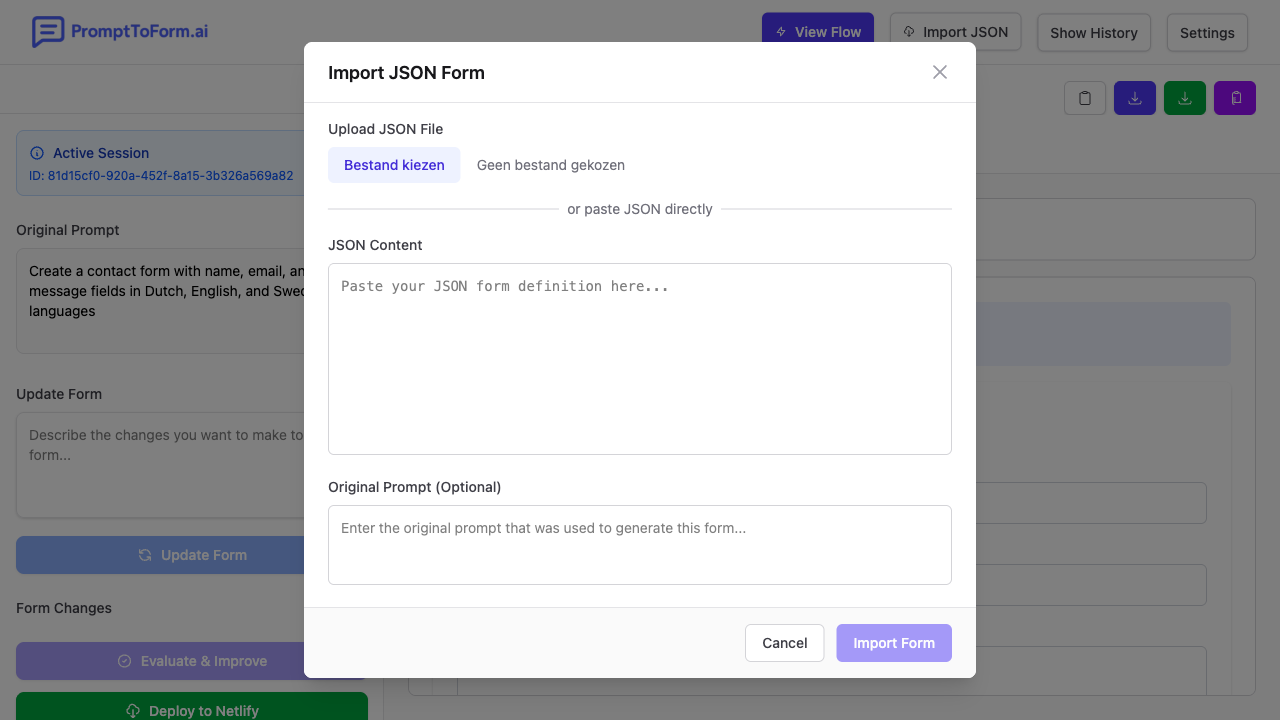 PromptToForm.ai
View Flow
Import JSON
Show History
Settings
Active Session
ID: 81d15cf0-920a-452f-8a15-3b326a569a82
Original Prompt
Create a contact form with name, email, an
message fields in Dutch, English, and Swed
languages
Update Form
Describe the changes you want to make to
form...
Update Form
Form Changes
Evaluate & Improve
Deploy to Netlify
Import JSON Form
Upload JSON File
Bestand kiezen Geen bestand gekozen
or paste JSON directly
JSON Content
Paste your JSON form definition here...
Original Prompt (Optional)
Enter the original prompt that was used to generate this form...
Cancel
Import Form